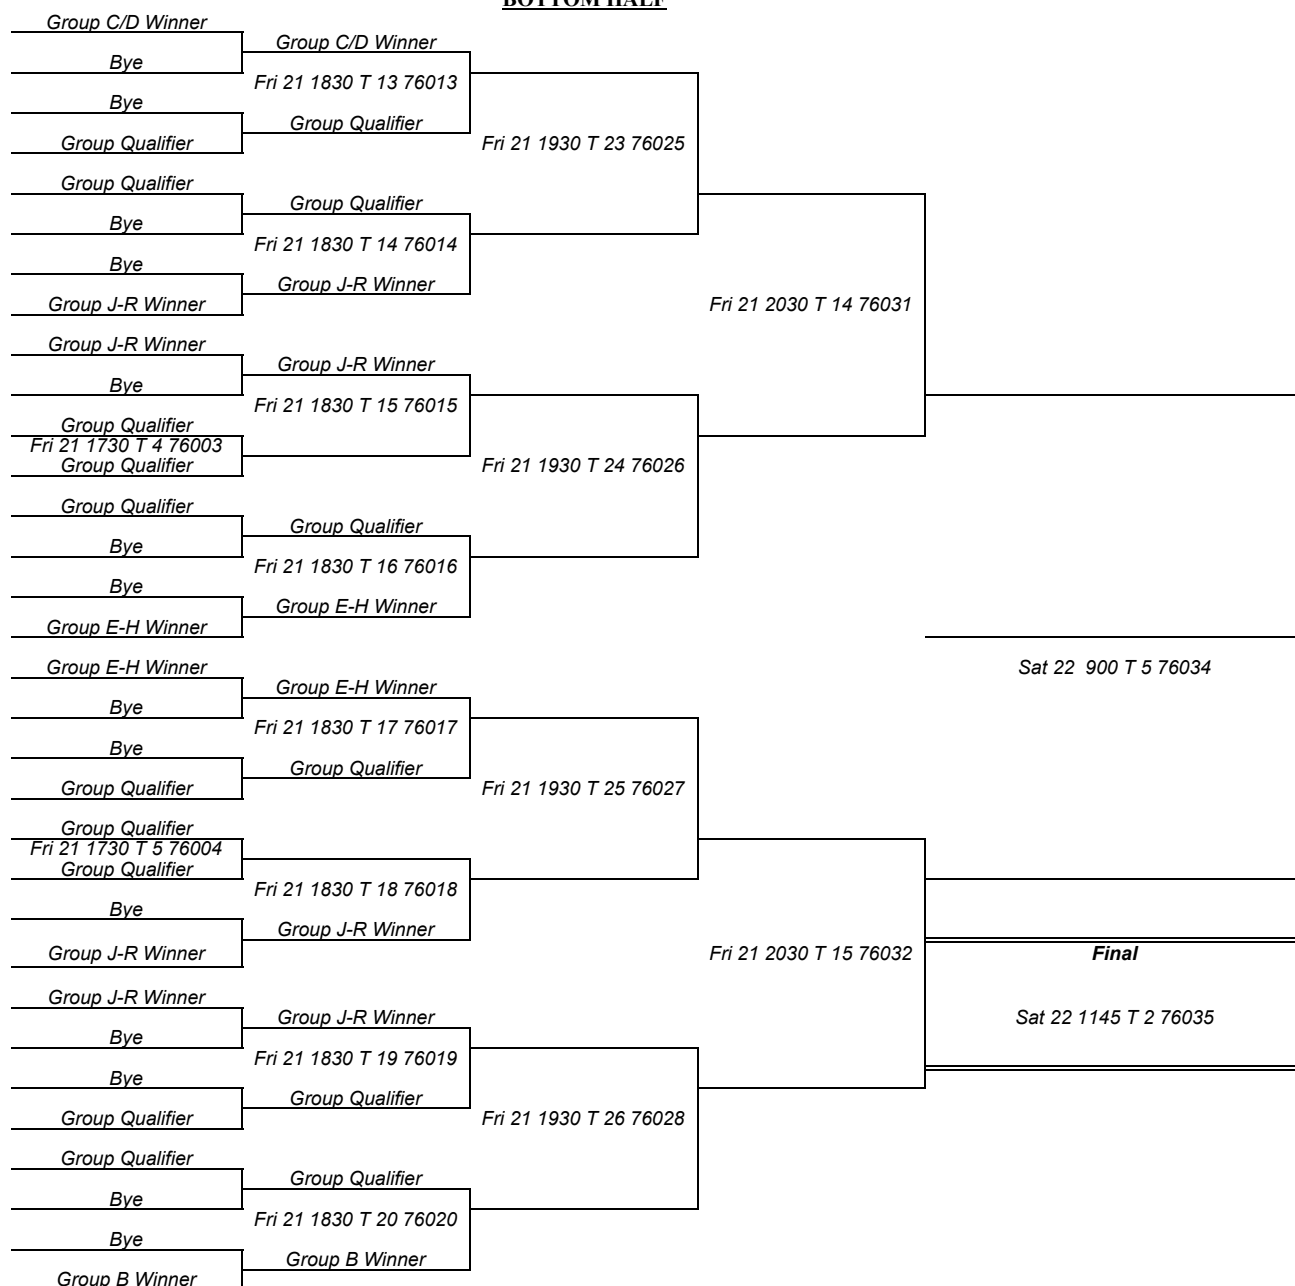 BOTTOM HALF
Group C/D Winner
Group C/D Winner
Bye
Fri 21 1830 T 13 76013
Bye
Group Qualifier
Group Qualifier
Fri 21 1930 T 23 76025
Group Qualifier
Group Qualifier
Bye
Fri 21 1830 T 14 76014
Bye
Group J-R Winner
Group J-R Winner
Fri 21 2030 T 14 76031
Group J-R Winner
Group J-R Winner
Bye
Fri 21 1830 T 15 76015
Group Qualifier
Fri 21 1730 T 4 76003
Group Qualifier
Fri 21 1930 T 24 76026
Group Qualifier
Group Qualifier
Bye
Fri 21 1830 T 16 76016
Bye
Group E-H Winner
Group E-H Winner
Group E-H Winner
Sat 22 900 T 5 76034
Group E-H Winner
Bye
Fri 21 1830 T 17 76017
Bye
Group Qualifier
Group Qualifier
Fri 21 1930 T 25 76027
Group Qualifier
Fri 21 1730 T 5 76004
Group Qualifier
Fri 21 1830 T 18 76018
Bye
Group J-R Winner
Group J-R Winner
Fri 21 2030 T 15 76032
Final
Group J-R Winner
Group J-R Winner
Sat 22 1145 T 2 76035
Bye
Fri 21 1830 T 19 76019
Bye
Group Qualifier
Group Qualifier
Fri 21 1930 T 26 76028
Group Qualifier
Group Qualifier
Bye
Fri 21 1830 T 20 76020
Bye
Group B Winner
Group B Winner